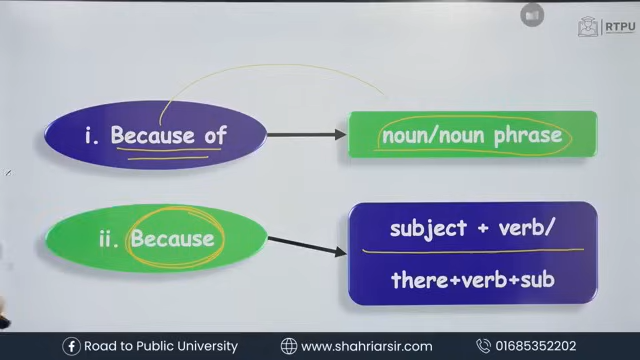 RTPU
i. Because of
noun/noun phrase
ii. Because
subject + verb/
there+verb+sub
Road to Public University
www.shahriarsir.com
01685352202